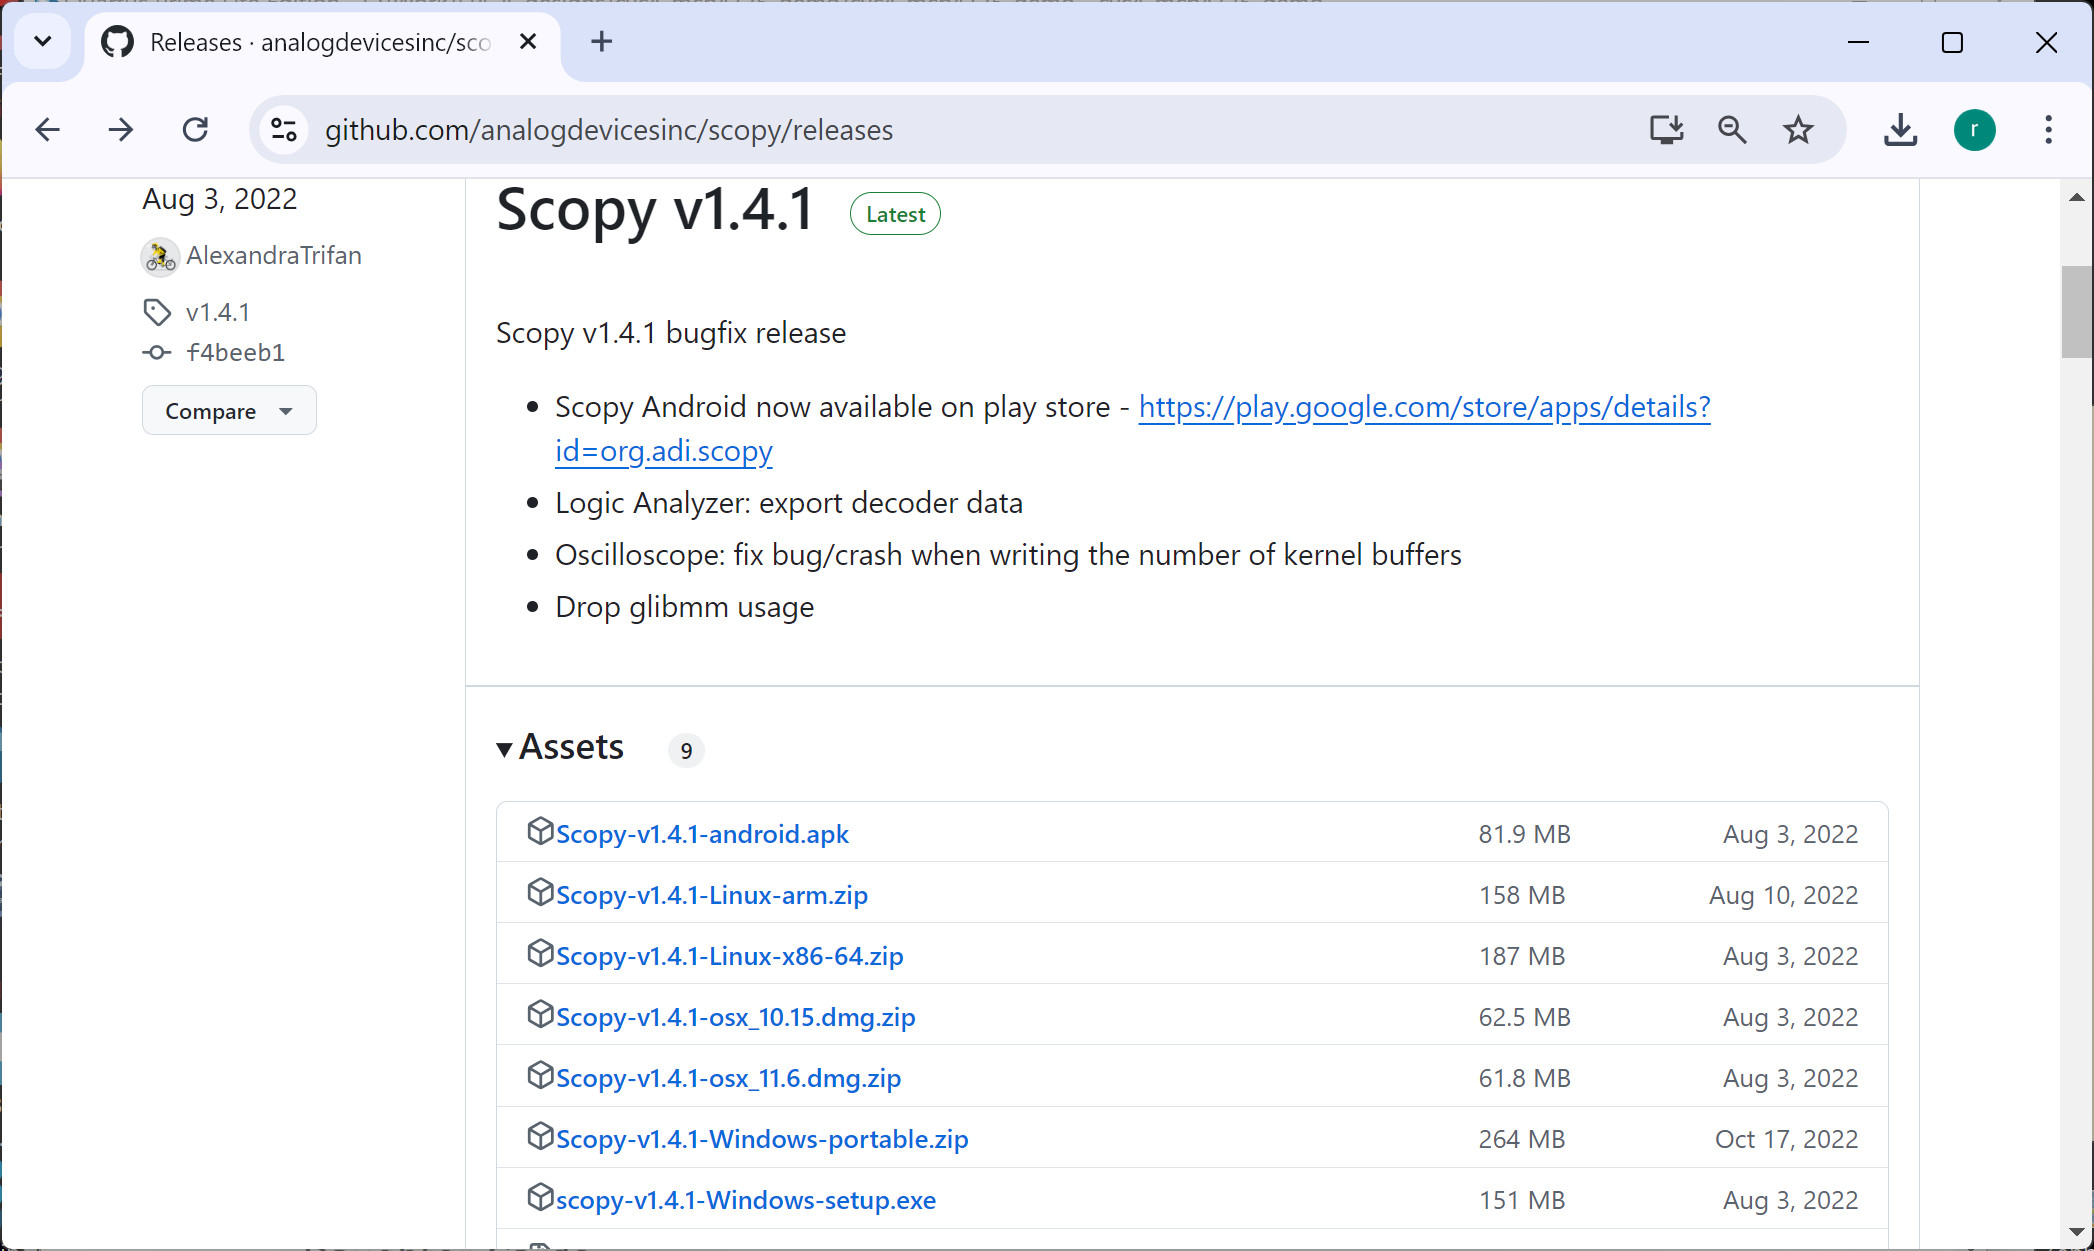 Releases · analogdevicesinc/sco
github.com/analogdevicesinc/scopy/releases
r
Aug 3, 2022
AlexandraTrifan
v1.4.1
f4beeb1
Compare
Scopy v1.4.1 Latest
Scopy v1.4.1 bugfix release
Scopy Android now available on play store - https://play.google.com/store/apps/details?
id=org.adi.scopy
Logic Analyzer: export decoder data
Oscilloscope: fix bug/crash when writing the number of kernel buffers
Drop glibmm usage
Assets 9
Scopy-v1.4.1-android.apk 81.9 MB Aug 3, 2022
Scopy-v1.4.1-Linux-arm.zip 158 MB Aug 10, 2022
Scopy-v1.4.1-Linux-x86-64.zip 187 MB Aug 3, 2022
Scopy-v1.4.1-osx_10.15.dmg.zip 62.5 MB Aug 3, 2022
Scopy-v1.4.1-osx_11.6.dmg.zip 61.8 MB Aug 3, 2022
Scopy-v1.4.1-Windows-portable.zip 264 MB Oct 17, 2022
scopy-v1.4.1-Windows-setup.exe 151 MB Aug 3, 2022